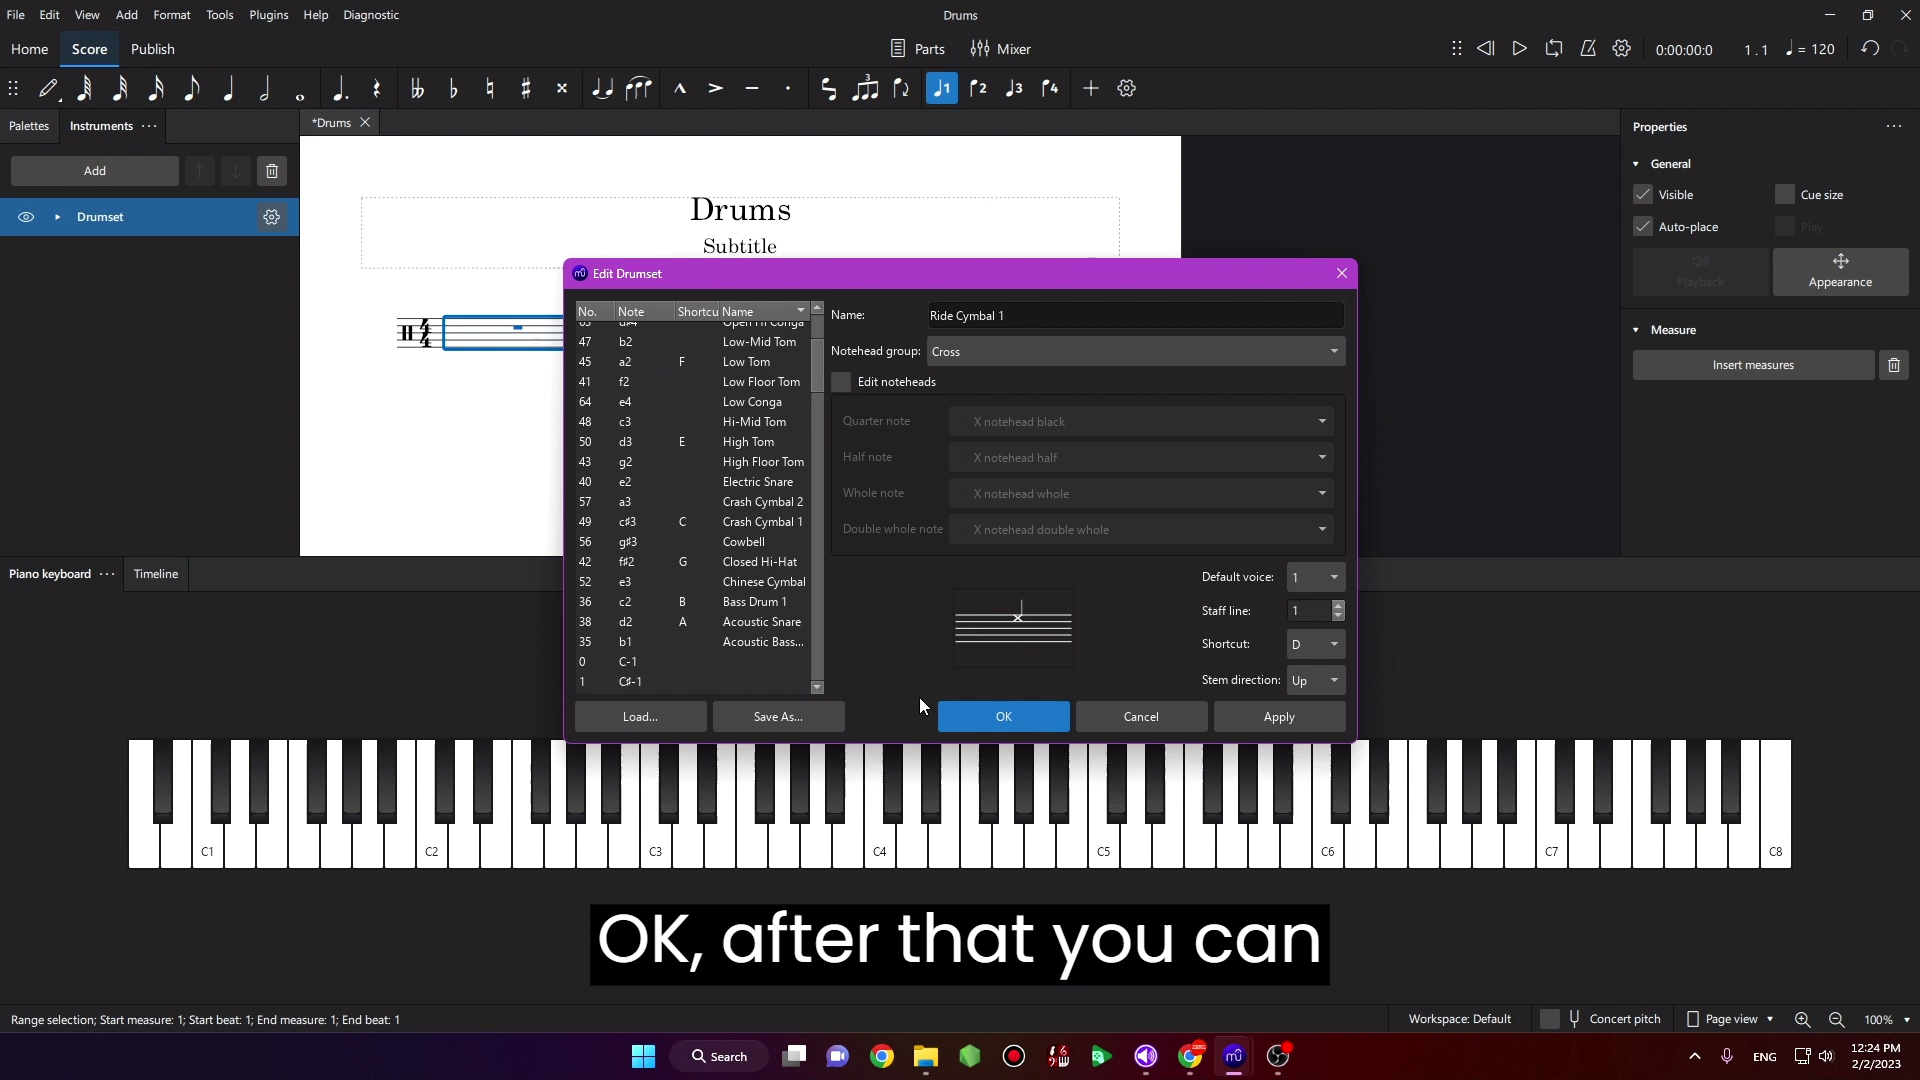 File Edit View Add Format Tools Plugins Help Diagnostic
Drums
Home Score Publish
Parts Mixer
0:00:00:0 1.1 = 120
3
1 2 3 4
Palettes Instruments
*Drums
Properties
Add
Drumset
General
Visible Cue size
Auto-place Play
Playback Appearance
Measure
Insert measures
Drums
Subtitle
Edit Drumset
No. Note Shortcu Name
47 b2 Low-Mid Tom
45 a2 F Low Tom
41 f2 Low Floor Tom
64 e4 Low Conga
48 c3 Hi-Mid Tom
50 d3 E High Tom
43 g2 High Floor Tom
40 e2 Electric Snare
57 a3 Crash Cymbal 2
49 c♯3 C Crash Cymbal 1
56 g♯3 Cowbell
42 f♯2 G Closed Hi-Hat
52 e3 Chinese Cymbal
36 c2 B Bass Drum 1
38 d2 A Acoustic Snare
35 b1 Acoustic Bass...
0 C-1
1 C♯-1
Name: Ride Cymbal 1
Notehead group: Cross
Edit noteheads
Quarter note X notehead black
Half note X notehead half
Whole note X notehead whole
Double whole note X notehead double whole
Default voice: 1
Staff line: 1
Shortcut: D
Stem direction: Up
Load... Save As... OK Cancel Apply
Piano keyboard Timeline
C1 C2 C3 C4 C5 C6 C7 C8
OK, after that you can
Range selection; Start measure: 1; Start beat: 1; End measure: 1; End beat: 1
Workspace: Default Concert pitch Page view 100%
Search
ENG
12:24 PM
2/2/2023